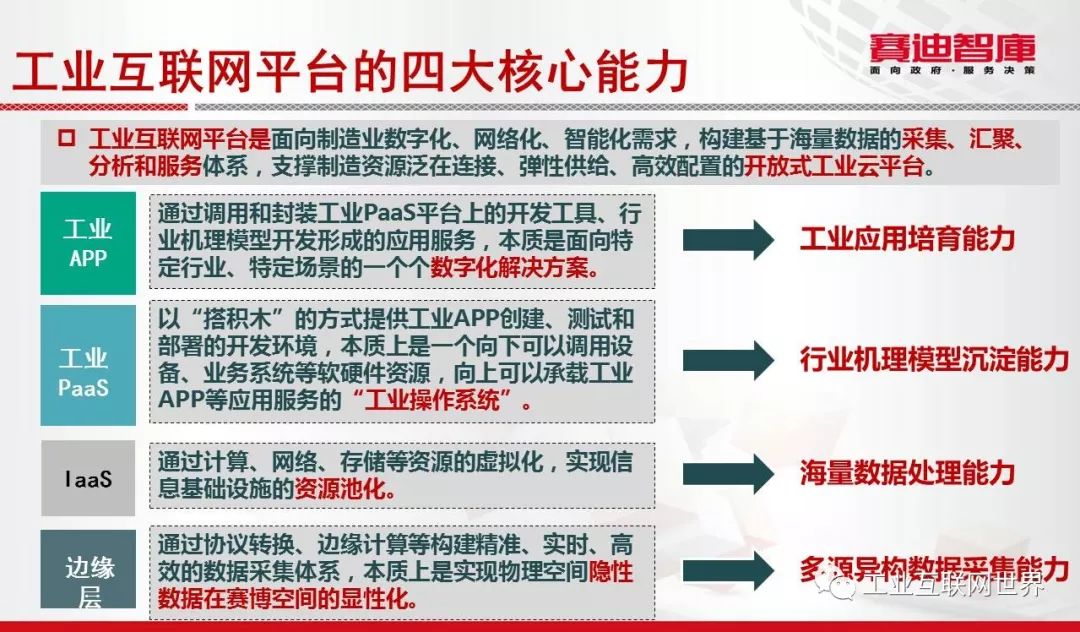 工业互联网平台的四大核心能力
赛迪智库
面向政府·服务决策
工业互联网平台是面向制造业数字化、网络化、智能化需求，构建基于海量数据的采集、汇聚、
分析和服务体系，支撑制造资源泛在连接、弹性供给、高效配置的开放式工业云平台。
工业
APP
通过调用和封装工业PaaS平台上的开发工具、行
业机理模型开发形成的应用服务，本质是面向特
定行业、特定场景的一个个数字化解决方案。
工业应用培育能力
工业
PaaS
以“搭积木”的方式提供工业APP创建、测试和
部署的开发环境，本质上是一个向下可以调用设
备、业务系统等软硬件资源，向上可以承载工业
APP等应用服务的“工业操作系统”。
行业机理模型沉淀能力
IaaS
通过计算、网络、存储等资源的虚拟化，实现信
息基础设施的资源池化。
海量数据处理能力
边缘
层
通过协议转换、边缘计算等构建精准、实时、高
效的数据采集体系，本质上是实现物理空间隐性
数据在赛博空间的显性化。
多源异构数据采集能力
工业互联网世界